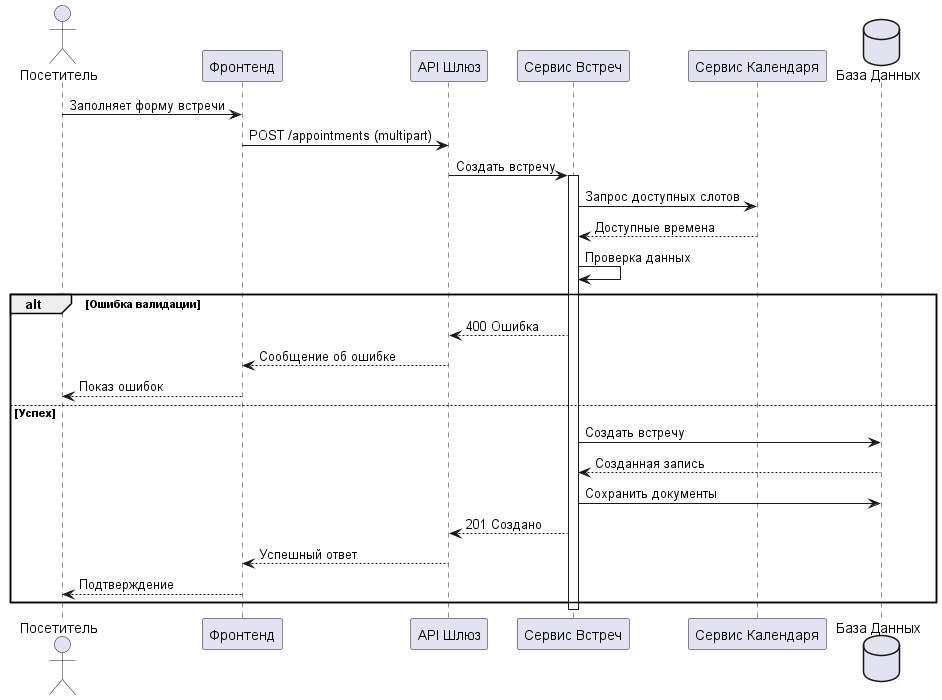 Посетитель
Фронтенд
API Шлюз
Сервис Встреч
Сервис Календаря
База Данных
Заполняет форму встречи
POST /appointments (multipart)
Создать встречу
Запрос доступных слотов
Доступные времена
Проверка данных
alt
[Ошибка валидации]
400 Ошибка
Сообщение об ошибке
Показ ошибок
[Успех]
Создать встречу
Созданная запись
Сохранить документы
201 Создано
Успешный ответ
Подтверждение
Посетитель
Фронтенд
API Шлюз
Сервис Встреч
Сервис Календаря
База Данных